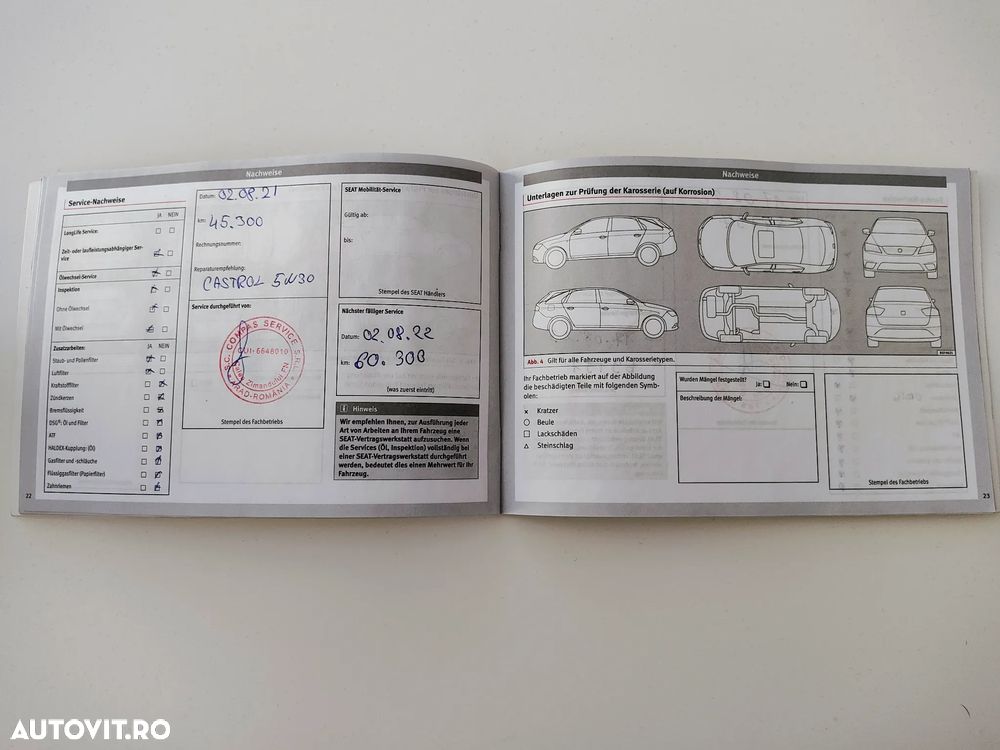 Nachweise
Service-Nachweise
JA NEIN
LongLife Service:
Zeit- oder laufleistungsabhängiger Ser-
vice
Ölwechsel-Service
Inspektion
Ohne Ölwechsel
Mit Ölwechsel
Zusatzarbeiten: JA NEIN
Staub- und Pollenfilter
Luftfilter
Kraftstofffilter
Zündkerzen
Bremsflüssigkeit
DSG®: Öl und Filter
ATF
HALDEX-Kupplung: (Öl)
Gasfilter und -schläuche
Flüssiggasfilter (Papierfilter)
Zahnriemen
22
Datum: 02.08.21
km: 45.300
Rechnungsnummer:
Reparaturempfehlung:
CASTROL 5W30
Service durchgeführt von:
S.C. COMPAS SERVICE S.R.L.
CUI-6648010
ARAD-ROMANIA
Stempel des Fachbetriebs
SEAT Mobilität-Service
Gültig ab:
bis:
Stempel des SEAT Händlers
Nächster fälliger Service
Datum: 02.08.22
km: 60.300
(was zuerst eintritt)
i Hinweis
Wir empfehlen Ihnen, zur Ausführung jeder
Art von Arbeiten an Ihrem Fahrzeug eine
SEAT-Vertragswerkstatt aufzusuchen. Wenn
die Services (Öl, Inspektion) vollständig bei
einer SEAT-Vertragswerkstatt durchgeführt
werden, bedeutet dies einen Mehrwert für Ihr
Fahrzeug.
Nachweise
Unterlagen zur Prüfung der Karosserie (auf Korrosion)
Abb. 4 Gilt für alle Fahrzeuge und Karosserietypen.
Ihr Fachbetrieb markiert auf der Abbildung
die beschädigten Teile mit folgenden Symb-
olen:
× Kratzer
○ Beule
□ Lackschäden
△ Steinschlag
Wurden Mängel festgestellt? Ja: Nein:
Beschreibung der Mängel:
Stempel des Fachbetriebs
23
AUTOVIT.RO